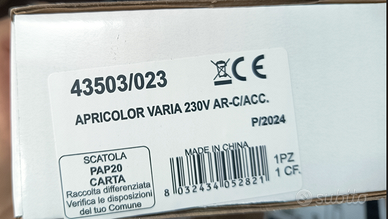 43503/023
CE
APRICOLOR VARIA 230V AR-C/ACC.
P/2024
SCATOLA
PAP20
CARTA
Raccolta differenziata
Verifica le disposizioni
del tuo Comune
MADE IN CHINA
8 032434 052821
1PZ
1 CF.
subito